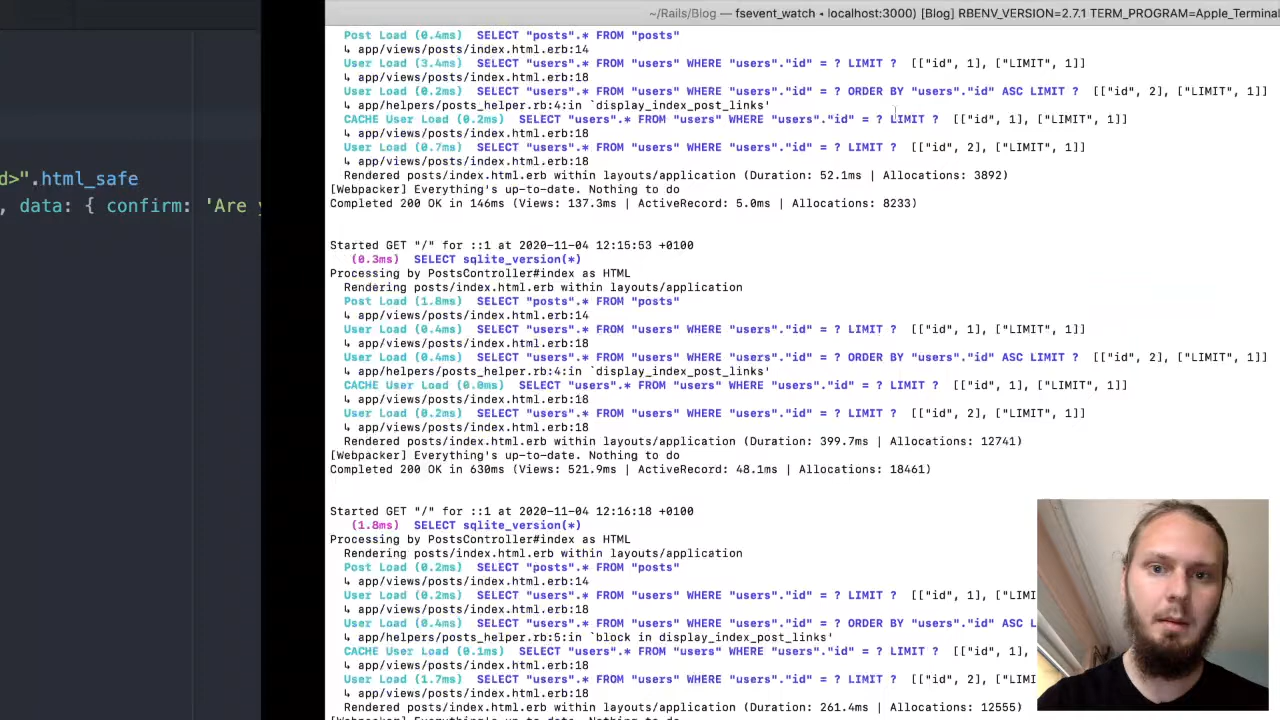 ~/Rails/Blog — fsevent_watch • localhost:3000) [Blog] RBENV_VERSION=2.7.1 TERM_PROGRAM=Apple_Terminal
d>".html_safe
, data: { confirm: 'Are
Post Load (0.4ms)  SELECT "posts".* FROM "posts"
↳ app/views/posts/index.html.erb:14
User Load (3.4ms)  SELECT "users".* FROM "users" WHERE "users"."id" = ? LIMIT ?  [["id", 1], ["LIMIT", 1]]
↳ app/views/posts/index.html.erb:18
User Load (0.2ms)  SELECT "users".* FROM "users" WHERE "users"."id" = ? ORDER BY "users"."id" ASC LIMIT ?  [["id", 2], ["LIMIT", 1]]
↳ app/helpers/posts_helper.rb:4:in `display_index_post_links'
CACHE User Load (0.2ms)  SELECT "users".* FROM "users" WHERE "users"."id" = ? LIMIT ?  [["id", 1], ["LIMIT", 1]]
↳ app/views/posts/index.html.erb:18
User Load (0.7ms)  SELECT "users".* FROM "users" WHERE "users"."id" = ? LIMIT ?  [["id", 2], ["LIMIT", 1]]
↳ app/views/posts/index.html.erb:18
Rendered posts/index.html.erb within layouts/application (Duration: 52.1ms | Allocations: 3892)
[Webpacker] Everything's up-to-date. Nothing to do
Completed 200 OK in 146ms (Views: 137.3ms | ActiveRecord: 5.0ms | Allocations: 8233)
Started GET "/" for ::1 at 2020-11-04 12:15:53 +0100
(0.3ms)  SELECT sqlite_version(*)
Processing by PostsController#index as HTML
Rendering posts/index.html.erb within layouts/application
Post Load (1.8ms)  SELECT "posts".* FROM "posts"
↳ app/views/posts/index.html.erb:14
User Load (0.4ms)  SELECT "users".* FROM "users" WHERE "users"."id" = ? LIMIT ?  [["id", 1], ["LIMIT", 1]]
↳ app/views/posts/index.html.erb:18
User Load (0.4ms)  SELECT "users".* FROM "users" WHERE "users"."id" = ? ORDER BY "users"."id" ASC LIMIT ?  [["id", 2], ["LIMIT", 1]]
↳ app/helpers/posts_helper.rb:4:in `display_index_post_links'
CACHE User Load (0.0ms)  SELECT "users".* FROM "users" WHERE "users"."id" = ? LIMIT ?  [["id", 1], ["LIMIT", 1]]
↳ app/views/posts/index.html.erb:18
User Load (0.2ms)  SELECT "users".* FROM "users" WHERE "users"."id" = ? LIMIT ?  [["id", 2], ["LIMIT", 1]]
↳ app/views/posts/index.html.erb:18
Rendered posts/index.html.erb within layouts/application (Duration: 399.7ms | Allocations: 12741)
[Webpacker] Everything's up-to-date. Nothing to do
Completed 200 OK in 630ms (Views: 521.9ms | ActiveRecord: 48.1ms | Allocations: 18461)
Started GET "/" for ::1 at 2020-11-04 12:16:18 +0100
(1.8ms)  SELECT sqlite_version(*)
Processing by PostsController#index as HTML
Rendering posts/index.html.erb within layouts/application
Post Load (0.2ms)  SELECT "posts".* FROM "posts"
↳ app/views/posts/index.html.erb:14
User Load (0.2ms)  SELECT "users".* FROM "users" WHERE "users"."id" = ? LIMIT ?  [["id", 1], ["LIM
↳ app/views/posts/index.html.erb:18
User Load (0.4ms)  SELECT "users".* FROM "users" WHERE "users"."id" = ? ORDER BY "users"."id" ASC L
↳ app/helpers/posts_helper.rb:5:in `block in display_index_post_links'
CACHE User Load (0.1ms)  SELECT "users".* FROM "users" WHERE "users"."id" = ? LIMIT ?  [["id", 1],
↳ app/views/posts/index.html.erb:18
User Load (1.7ms)  SELECT "users".* FROM "users" WHERE "users"."id" = ? LIMIT ?  [["id", 2], ["LIM
↳ app/views/posts/index.html.erb:18
Rendered posts/index.html.erb within layouts/application (Duration: 261.4ms | Allocations: 12555)
[Webpacker] Everything's up-to-date. Nothing to do